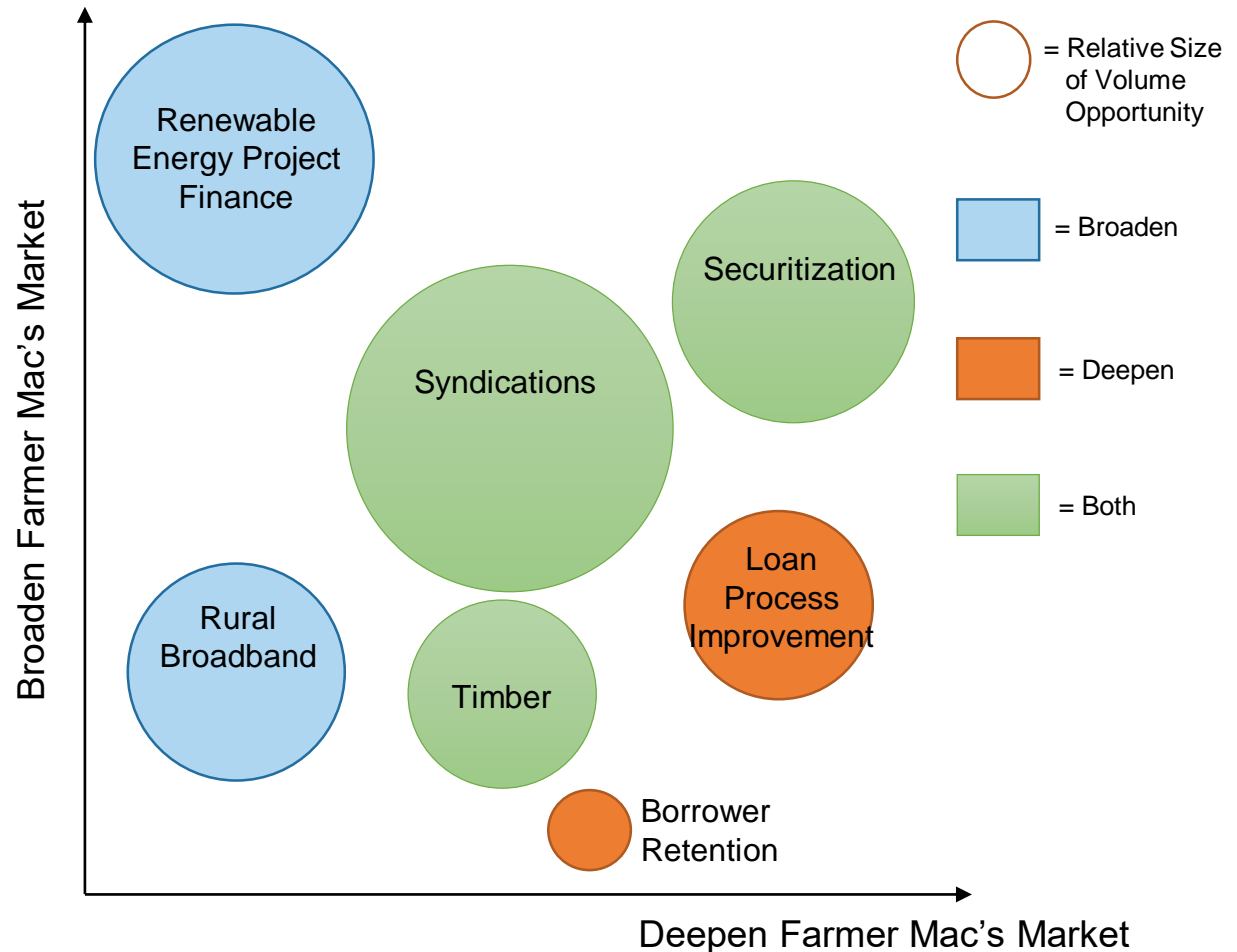 Broaden Farmer Mac’s Market
Renewable
Energy Project
Finance
Securitization
Syndications
Loan
Process
Improvement
Rural
Broadband
Timber
Borrower
Retention
Deepen Farmer Mac’s Market
= Relative Size
of Volume
Opportunity
= Broaden
= Deepen
= Both